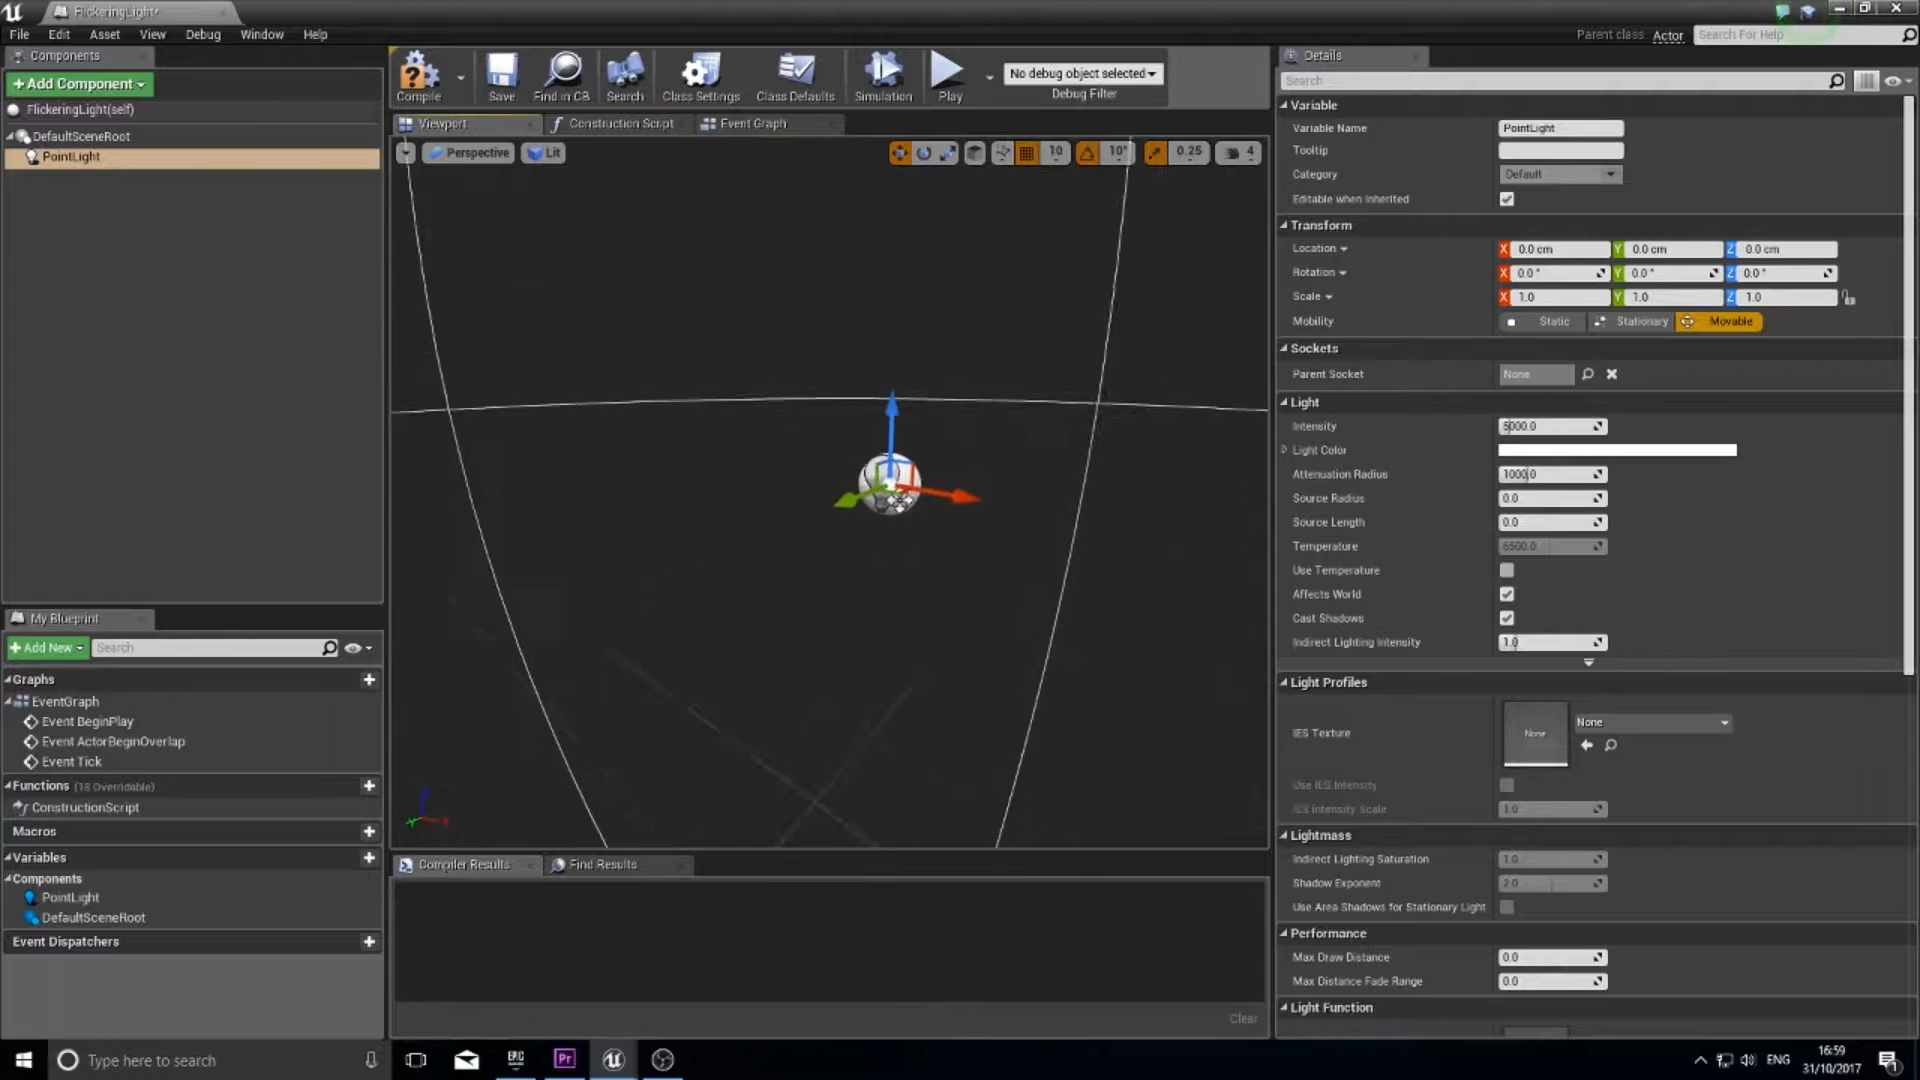 FlickeringLight*
File Edit Asset View Debug Window Help
Parent class: Actor
Search For Help
Components
+Add Component
FlickeringLight(self)
DefaultSceneRoot
PointLight
Compile
Save
Find in CB
Search
Class Settings
Class Defaults
Simulation
Play
No debug object selected
Debug Filter
Viewport
Construction Script
Event Graph
Perspective
Lit
10
10°
0.25
4
My Blueprint
+Add New
Search
Graphs
EventGraph
Event BeginPlay
Event ActorBeginOverlap
Event Tick
Functions (18 Overridable)
ConstructionScript
Macros
Variables
Components
PointLight
DefaultSceneRoot
Event Dispatchers
Compiler Results
Find Results
Clear
Details
Search
Variable
Variable Name PointLight
Tooltip
Category Default
Editable when Inherited
Transform
Location X 0.0 cm Y 0.0 cm Z 0.0 cm
Rotation X 0.0 ° Y 0.0 ° Z 0.0 °
Scale X 1.0 Y 1.0 Z 1.0
Mobility Static Stationary Movable
Sockets
Parent Socket None
Light
Intensity 5000.0
Light Color
Attenuation Radius 1000.0
Source Radius 0.0
Source Length 0.0
Temperature 6500.0
Use Temperature
Affects World
Cast Shadows
Indirect Lighting Intensity 1.0
Light Profiles
IES Texture None None
Use IES Intensity
IES Intensity Scale 1.0
Lightmass
Indirect Lighting Saturation 1.0
Shadow Exponent 2.0
Use Area Shadows for Stationary Light
Performance
Max Draw Distance 0.0
Max Distance Fade Range 0.0
Light Function
Type here to search
EPIC
Pr
ENG
16:59
31/10/2017
1